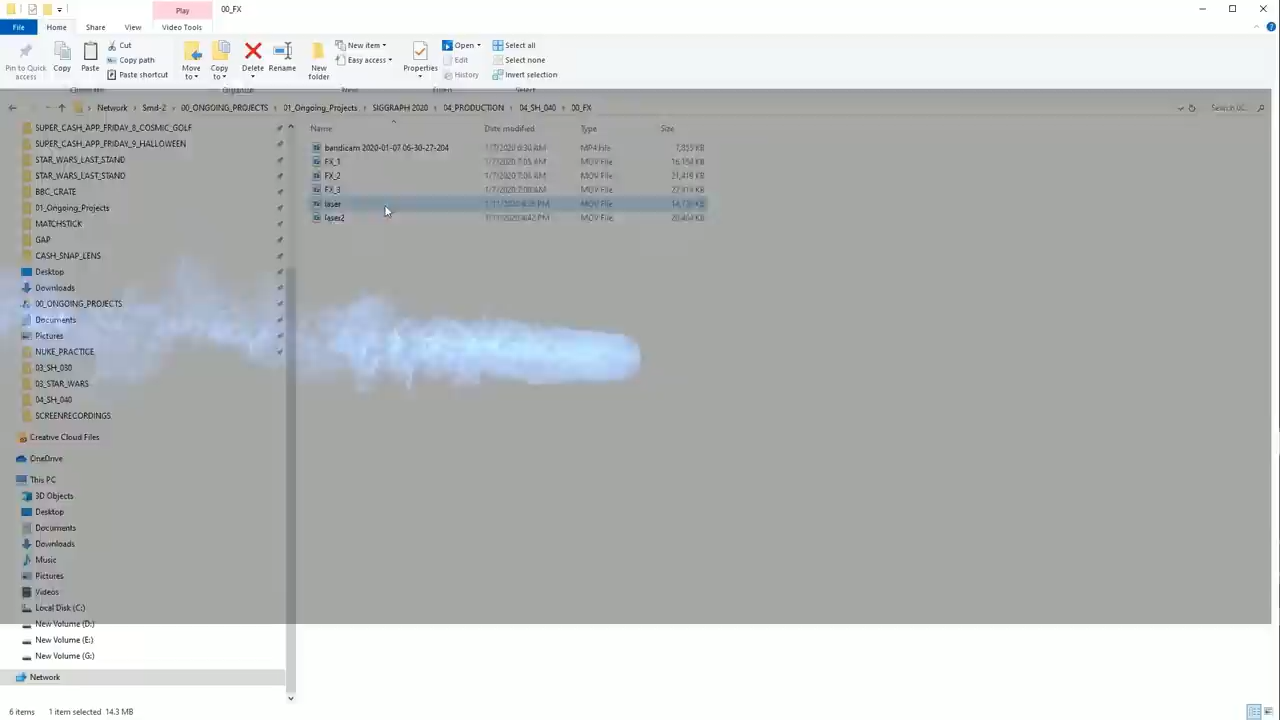 Play
00_FX
File
Home
Share
View
Video Tools
Pin to Quick access
Copy
Paste
Cut
Copy path
Paste shortcut
Move to
Copy to
Delete
Rename
New folder
New item
Easy access
Properties
Open
Edit
History
Select all
Select none
Invert selection
Network
Smd-2
00_ONGOING_PROJECTS
01_Ongoing_Projects
SIGGRAPH 2020
04_PRODUCTION
04_SH_040
00_FX
Name
Date modified
Type
Size
SUPER_CASH_APP_FRIDAY_8_COSMIC_GOLF
SUPER_CASH_APP_FRIDAY_9_HALLOWEEN
STAR_WARS_LAST_STAND
STAR_WARS_LAST_STAND
BBC_CRATE
01_Ongoing_Projects
MATCHSTICK
GAP
CASH_SNAP_LENS
Desktop
Downloads
00_ONGOING_PROJECTS
Documents
Pictures
NUKE_PRACTICE
03_SH_030
03_STAR_WARS
04_SH_040
SCREENRECORDINGS
Creative Cloud Files
OneDrive
This PC
3D Objects
Desktop
Documents
Downloads
Music
Pictures
Videos
Local Disk (C:)
New Volume (D:)
New Volume (E:)
New Volume (G:)
Network
bandicam 2020-01-07 06-30-27-204
1/7/2020 6:30 AM
MP4 File
FX_1
MOV File
FX_2
MOV File
FX_3
MOV File
laser
MOV File
laser2
MOV File
6 items
1 item selected 14.3 MB